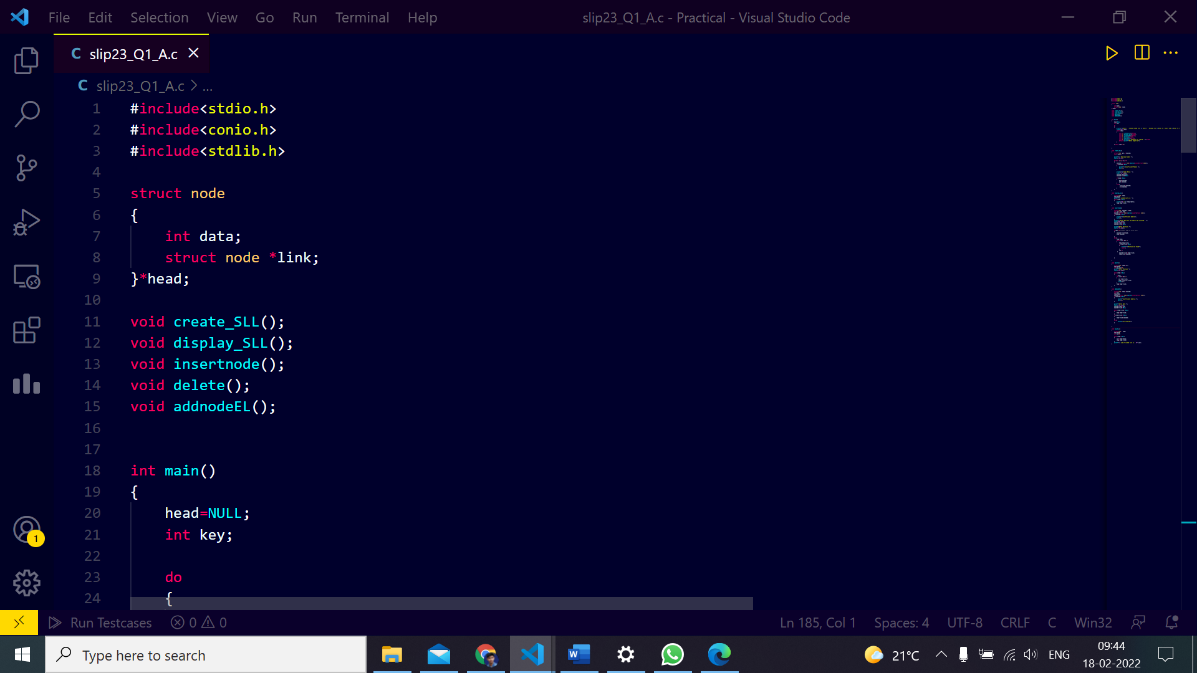 File Edit Selection View Go Run Terminal Help slip23_Q1_A.c - Practical - Visual Studio Code
C slip23_Q1_A.c
C slip23_Q1_A.c > ...
1 #include<stdio.h>
2 #include<conio.h>
3 #include<stdlib.h>
4
5 struct node
6 {
7     int data;
8     struct node *link;
9 }*head;
10
11 void create_SLL();
12 void display_SLL();
13 void insertnode();
14 void delete();
15 void addnodeEL();
16
17
18 int main()
19 {
20     head=NULL;
21     int key;
22
23     do
24     {
1
Run Testcases 0 0 Ln 185, Col 1 Spaces: 4 UTF-8 CRLF C Win32
Type here to search 21°C ENG 09:44
18-02-2022